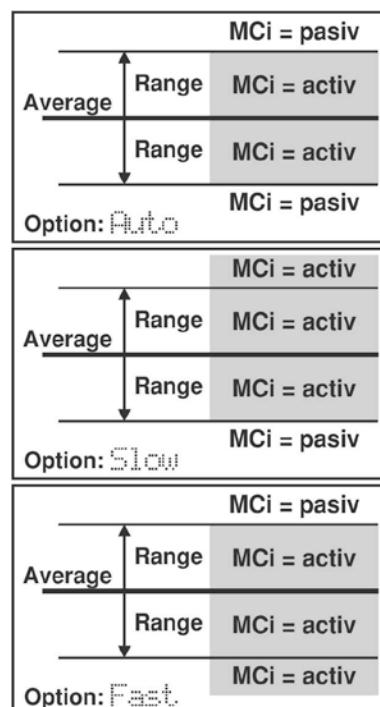 MCi = pasiv
Range MCi = activ
Average
Range MCi = activ
MCi = pasiv
Option: Auto
MCi = activ
Range MCi = activ
Average
Range MCi = activ
MCi = pasiv
Option: Slow
MCi = pasiv
Range MCi = activ
Average
Range MCi = activ
MCi = activ
Option: Fast